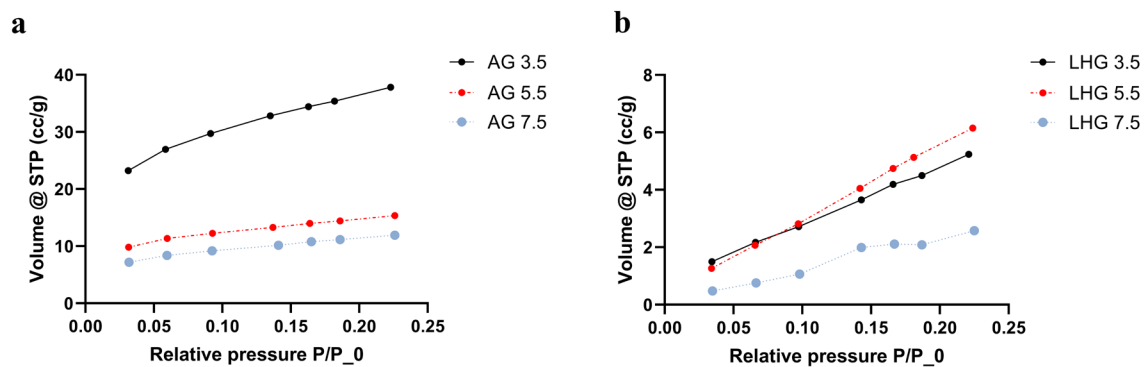 a
AG 3.5
AG 5.5
AG 7.5
Volume @ STP (cc/g)
40
30
20
10
0
0.00 0.05 0.10 0.15 0.20 0.25
Relative pressure P/P_0
b
LHG 3.5
LHG 5.5
LHG 7.5
Volume @ STP (cc/g)
8
6
4
2
0
0.00 0.05 0.10 0.15 0.20 0.25
Relative pressure P/P_0